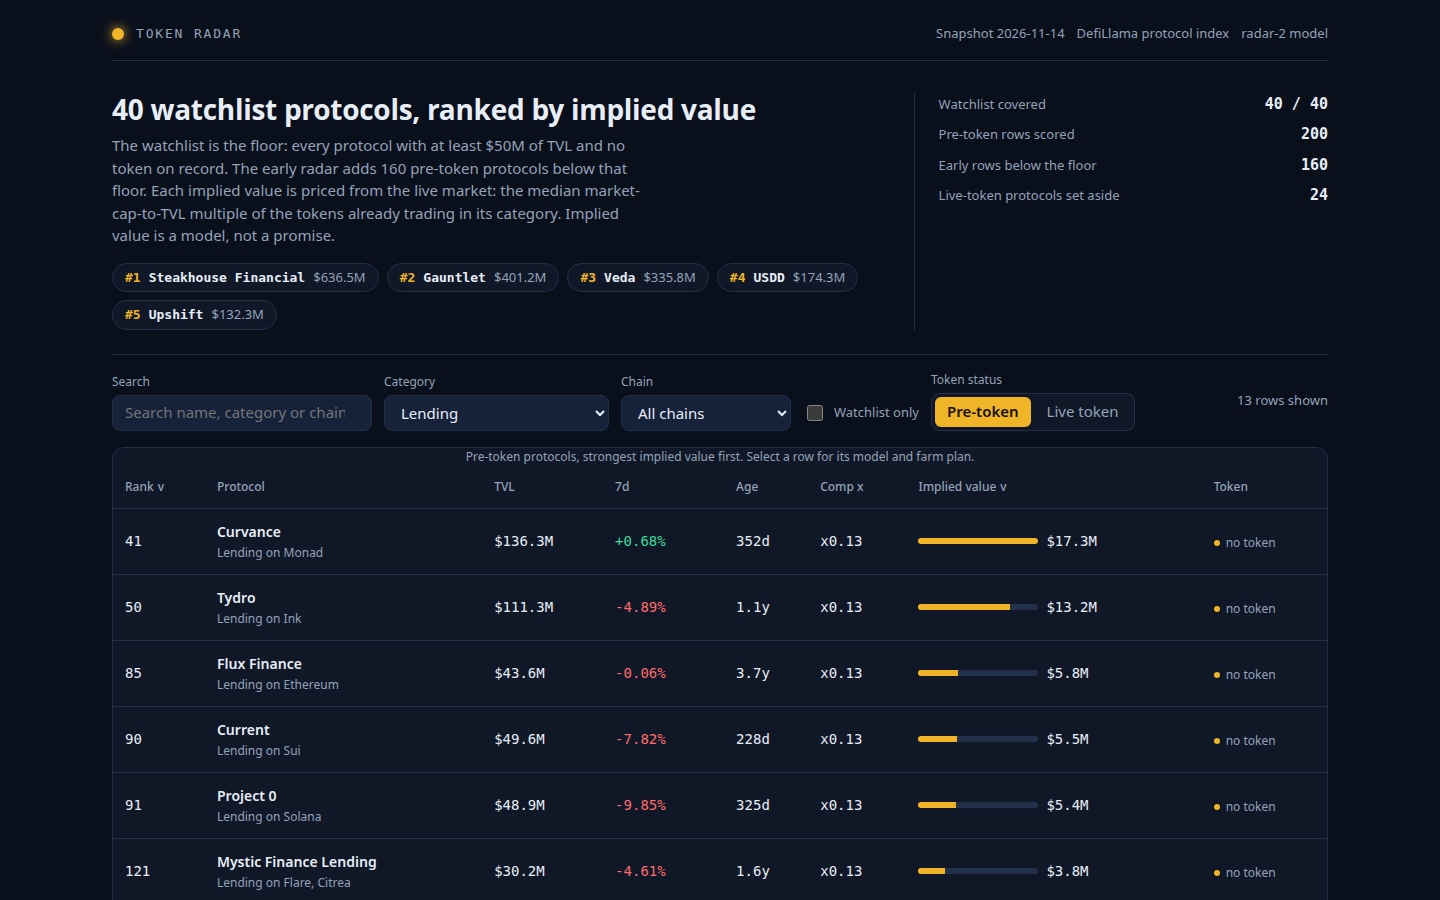 TOKEN RADAR
Snapshot 2026-11-14 DefiLlama protocol index radar-2 model
40 watchlist protocols, ranked by implied value
The watchlist is the floor: every protocol with at least $50M of TVL and no
token on record. The early radar adds 160 pre-token protocols below that
floor. Each implied value is priced from the live market: the median market-
cap-to-TVL multiple of the tokens already trading in its category. Implied
value is a model, not a promise.
#1 Steakhouse Financial $636.5M #2 Gauntlet $401.2M #3 Veda $335.8M #4 USDD $174.3M
#5 Upshift $132.3M
Watchlist covered 40 / 40
Pre-token rows scored 200
Early rows below the floor 160
Live-token protocols set aside 24
Search Category Chain Token status
Search name, category or chain Lending All chains Watchlist only Pre-token Live token 13 rows shown
Pre-token protocols, strongest implied value first. Select a row for its model and farm plan.
Rank v Protocol TVL 7d Age Comp x Implied value v Token
41 Curvance $136.3M +0.68% 352d x0.13 $17.3M no token
Lending on Monad
50 Tydro $111.3M -4.89% 1.1y x0.13 $13.2M no token
Lending on Ink
85 Flux Finance $43.6M -0.06% 3.7y x0.13 $5.8M no token
Lending on Ethereum
90 Current $49.6M -7.82% 228d x0.13 $5.5M no token
Lending on Sui
91 Project 0 $48.9M -9.85% 325d x0.13 $5.4M no token
Lending on Solana
121 Mystic Finance Lending $30.2M -4.61% 1.6y x0.13 $3.8M no token
Lending on Flare, Citrea